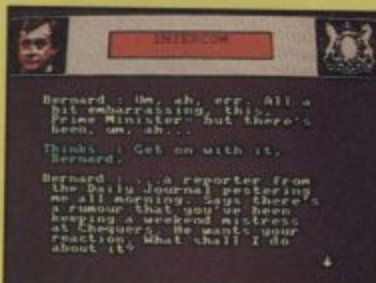 INTERCOM
Bernard : Um, ah, err. All a
bit embarrassing, this,
Prime Minister- but there's
been, um, ah...
Thinks : Get on with it,
Bernard.
Bernard : ...a reporter from
the Daily Journal pestering
me all morning. Says there's
a rumour that you've been
keeping a weekend mistress
at Chequers. He wants your
reaction. What shall I do
about it?